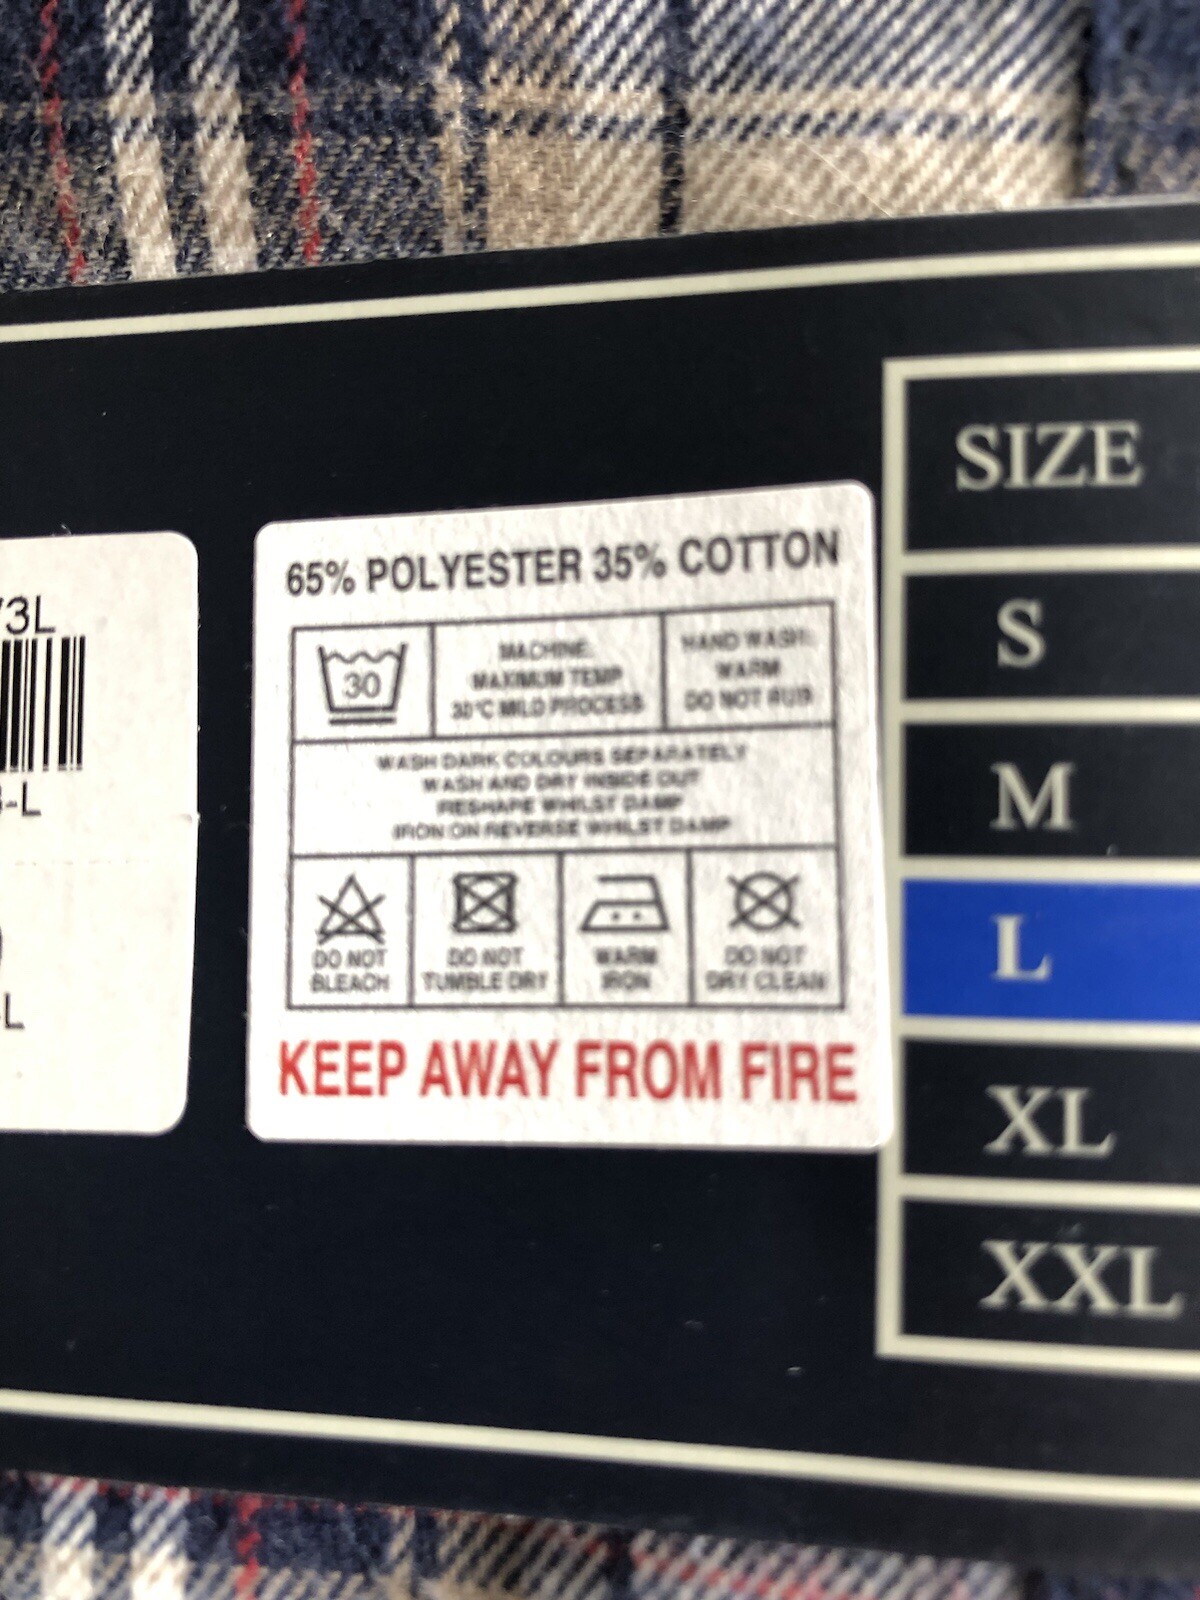 73L
-L
-L
65% POLYESTER 35% COTTON
30
MACHINE:
MAXIMUM TEMP
30°C MILD PROCESS
HAND WASH:
WARM
DO NOT RUB
WASH DARK COLOURS SEPARATELY
WASH AND DRY INSIDE OUT
RESHAPE WHILST DAMP
IRON ON REVERSE WHILST DAMP
DO NOT
BLEACH
DO NOT
TUMBLE DRY
WARM
IRON
DO NOT
DRY CLEAN
KEEP AWAY FROM FIRE
SIZE
S
M
L
XL
XXL